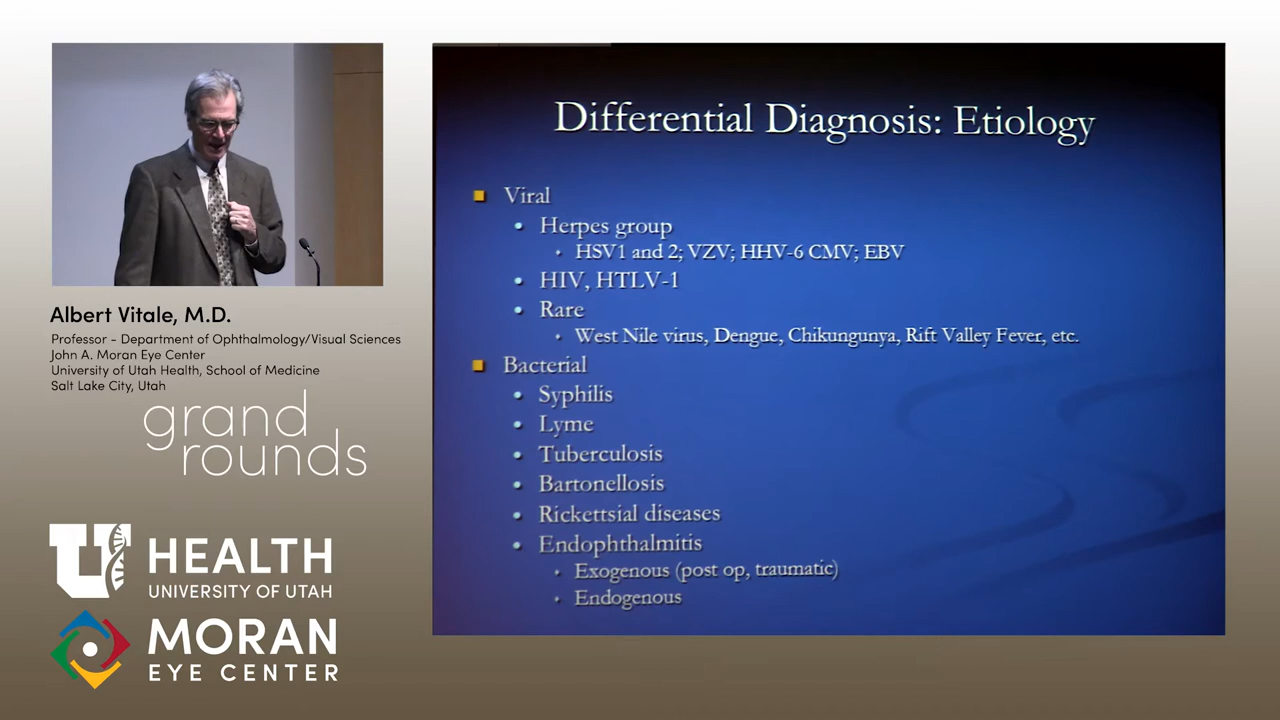 Differential Diagnosis: Etiology
Viral
Herpes group
HSV1 and 2; VZV; HHV-6 CMV; EBV
HIV, HTLV-1
Rare
West Nile virus, Dengue, Chikungunya, Rift Valley Fever, etc.
Bacterial
Syphilis
Lyme
Tuberculosis
Bartonellosis
Rickettsial diseases
Endophthalmitis
Exogenous (post op, traumatic)
Endogenous
Albert Vitale, M.D.
Professor - Department of Ophthalmology/Visual Sciences
John A. Moran Eye Center
University of Utah Health, School of Medicine
Salt Lake City, Utah
grand
rounds
U HEALTH
UNIVERSITY OF UTAH
MORAN
EYE CENTER